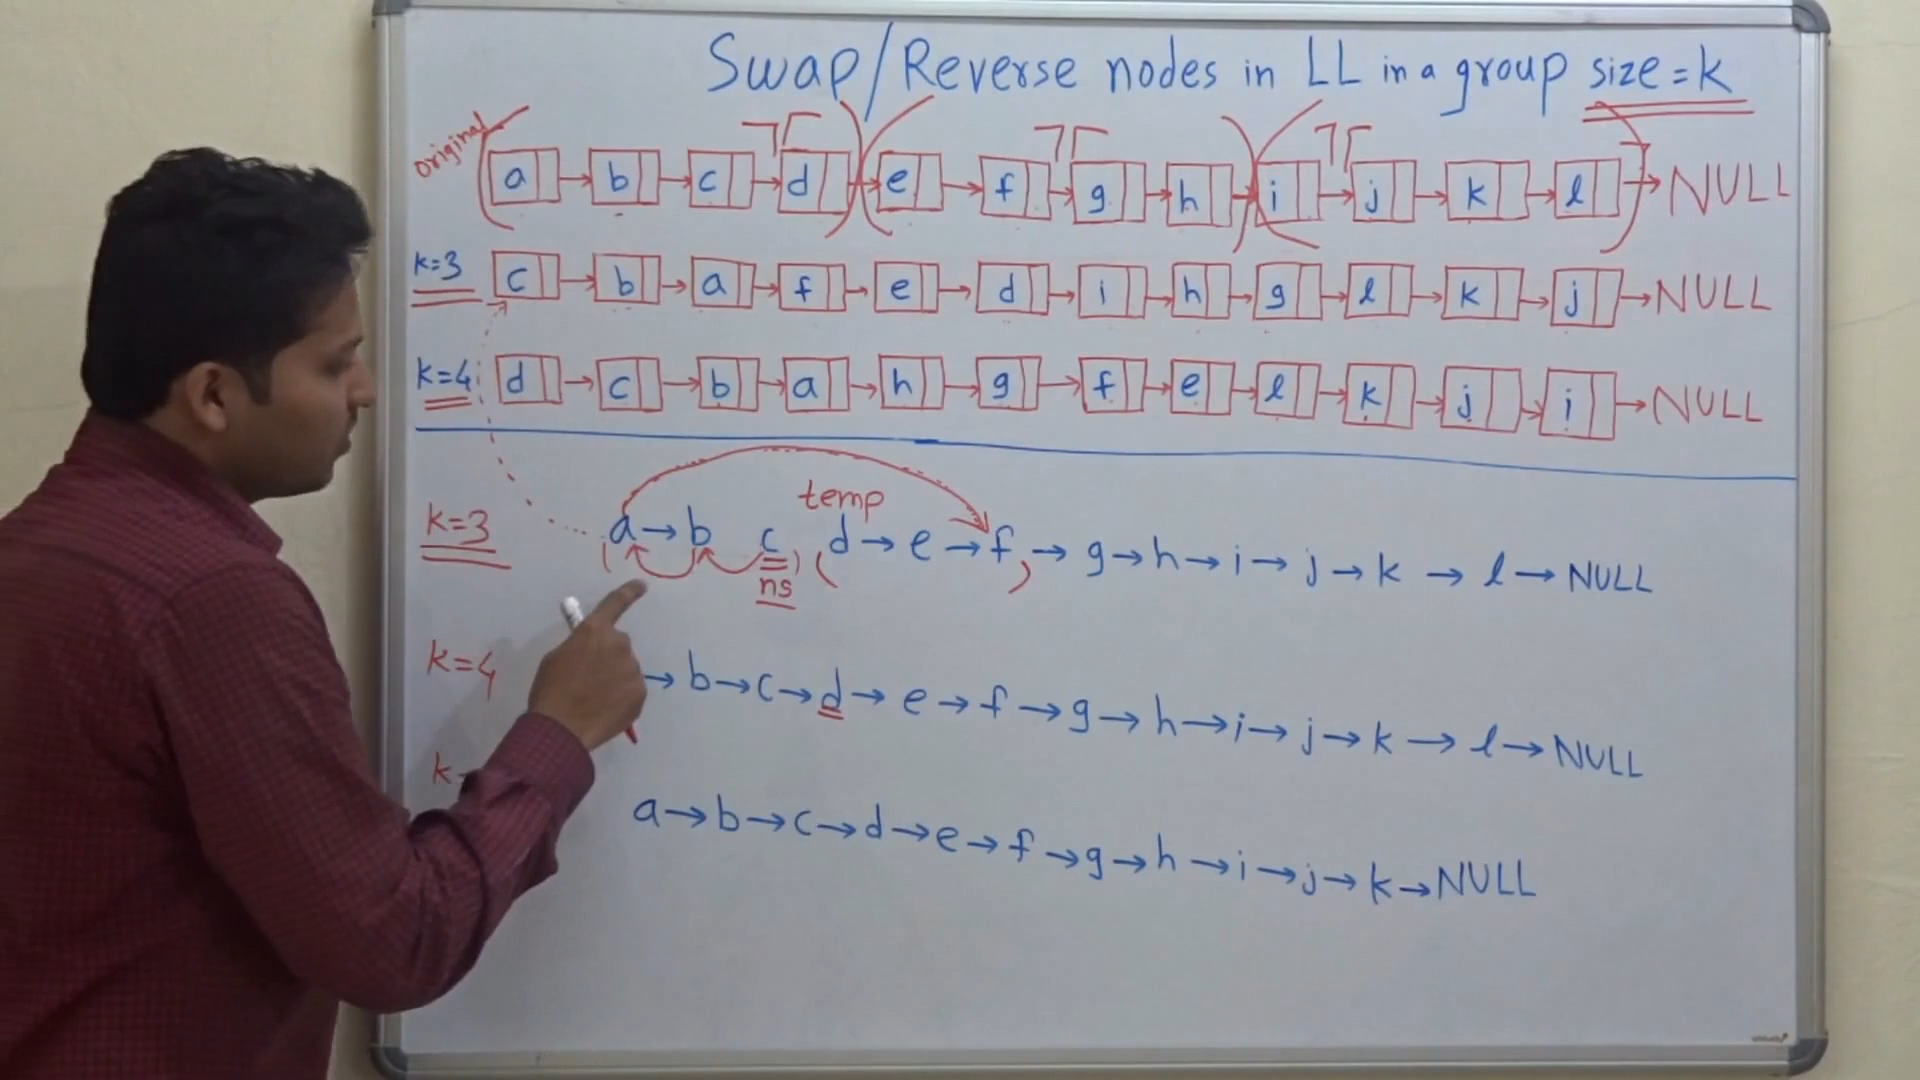 Swap/Reverse nodes in LL in a group size=k
original
a → b → c → d → e → f → g → h → i → j → k → l → NULL
k=3 c → b → a → f → e → d → i → h → g → l → k → j → NULL
k=4 d → c → b → a → h → g → f → e → l → k → j → i → NULL
temp
k=3 a → b c d → e → f → g → h → i → j → k → l → NULL
ns
k=4 → b → c → d → e → f → g → h → i → j → k → l → NULL
k
a → b → c → d → e → f → g → h → i → j → k → NULL